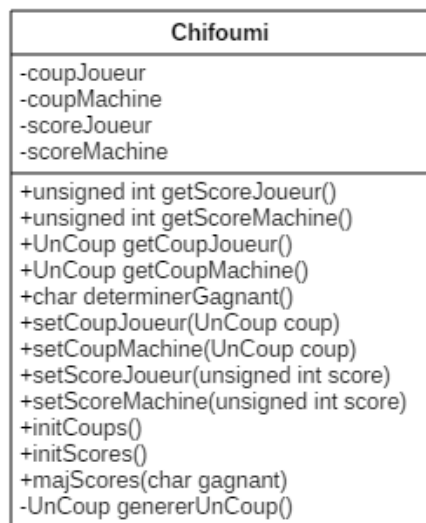 Chifoumi
-coupJoueur
-coupMachine
-scoreJoueur
-scoreMachine
+unsigned int getScoreJoueur()
+unsigned int getScoreMachine()
+UnCoup getCoupJoueur()
+UnCoup getCoupMachine()
+char determinerGagnant()
+setCoupJoueur(UnCoup coup)
+setCoupMachine(UnCoup coup)
+setScoreJoueur(unsigned int score)
+setScoreMachine(unsigned int score)
+initCoups()
+initScores()
+majScores(char gagnant)
-UnCoup genererUnCoup()